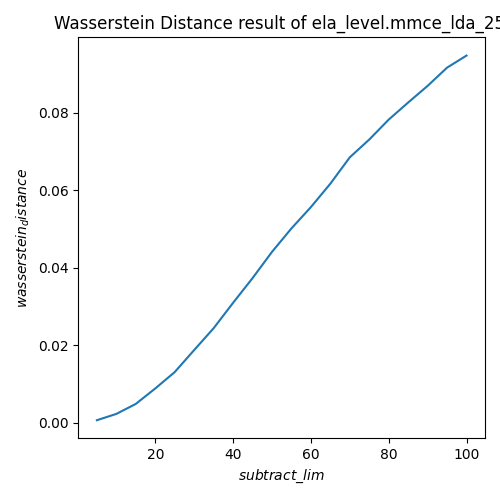 Wasserstein Distance result of ela_level.mmce_lda_25
0.08
0.06
0.04
0.02
0.00
wasserstein_distance
20 40 60 80 100
subtract_lim